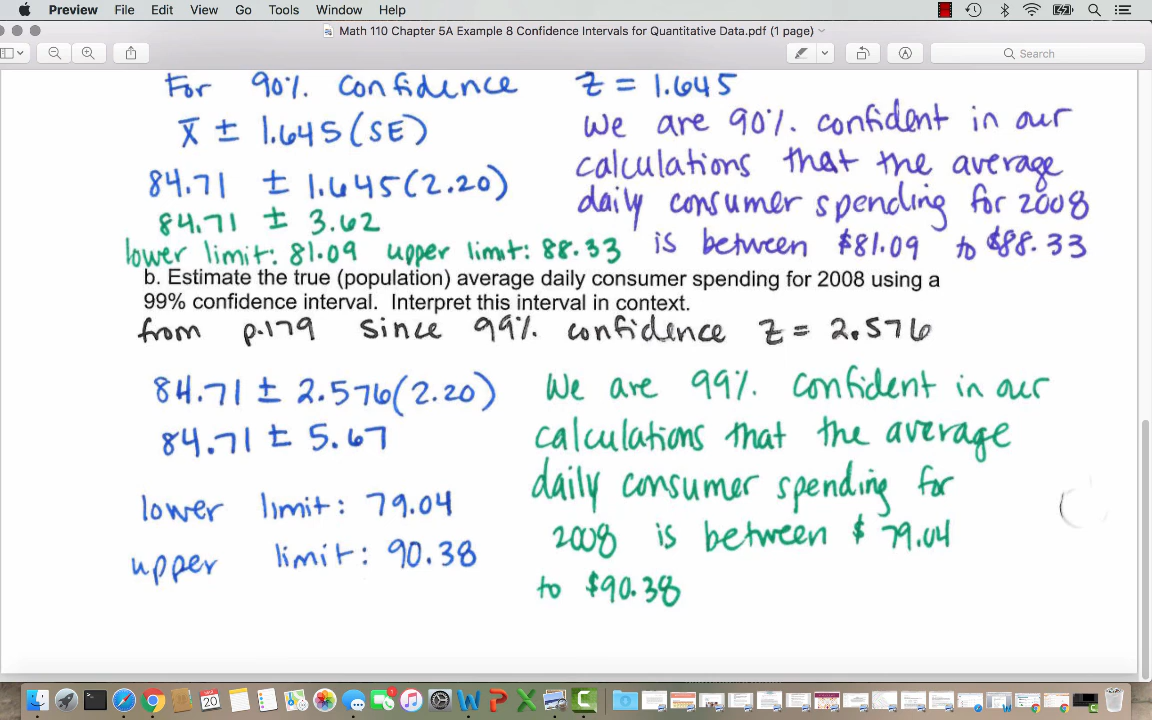 Preview File Edit View Go Tools Window Help
Math 110 Chapter 5A Example 8 Confidence Intervals for Quantitative Data.pdf (1 page)
Search
For 90% Confidence z = 1.645
x̄ ± 1.645(SE)
84.71 ± 1.645(2.20)
84.71 ± 3.62
lower limit: 81.09 upper limit: 88.33
We are 90% confident in our
calculations that the average
daily consumer spending for 2008
is between $81.09 to $88.33
b. Estimate the true (population) average daily consumer spending for 2008 using a
99% confidence interval. Interpret this interval in context.
from p.179 Since 99% confidence z = 2.576
84.71 ± 2.576(2.20)
84.71 ± 5.67
lower limit: 79.04
upper limit: 90.38
We are 99% Confident in our
calculations that the average
daily consumer spending for
2008 is between $79.04
to $90.38
20